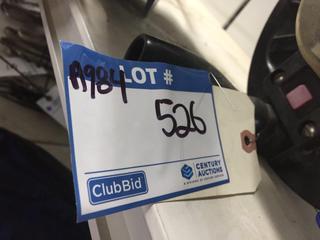 A984
LOT #
526
ClubBid
CENTURY
AUCTIONS